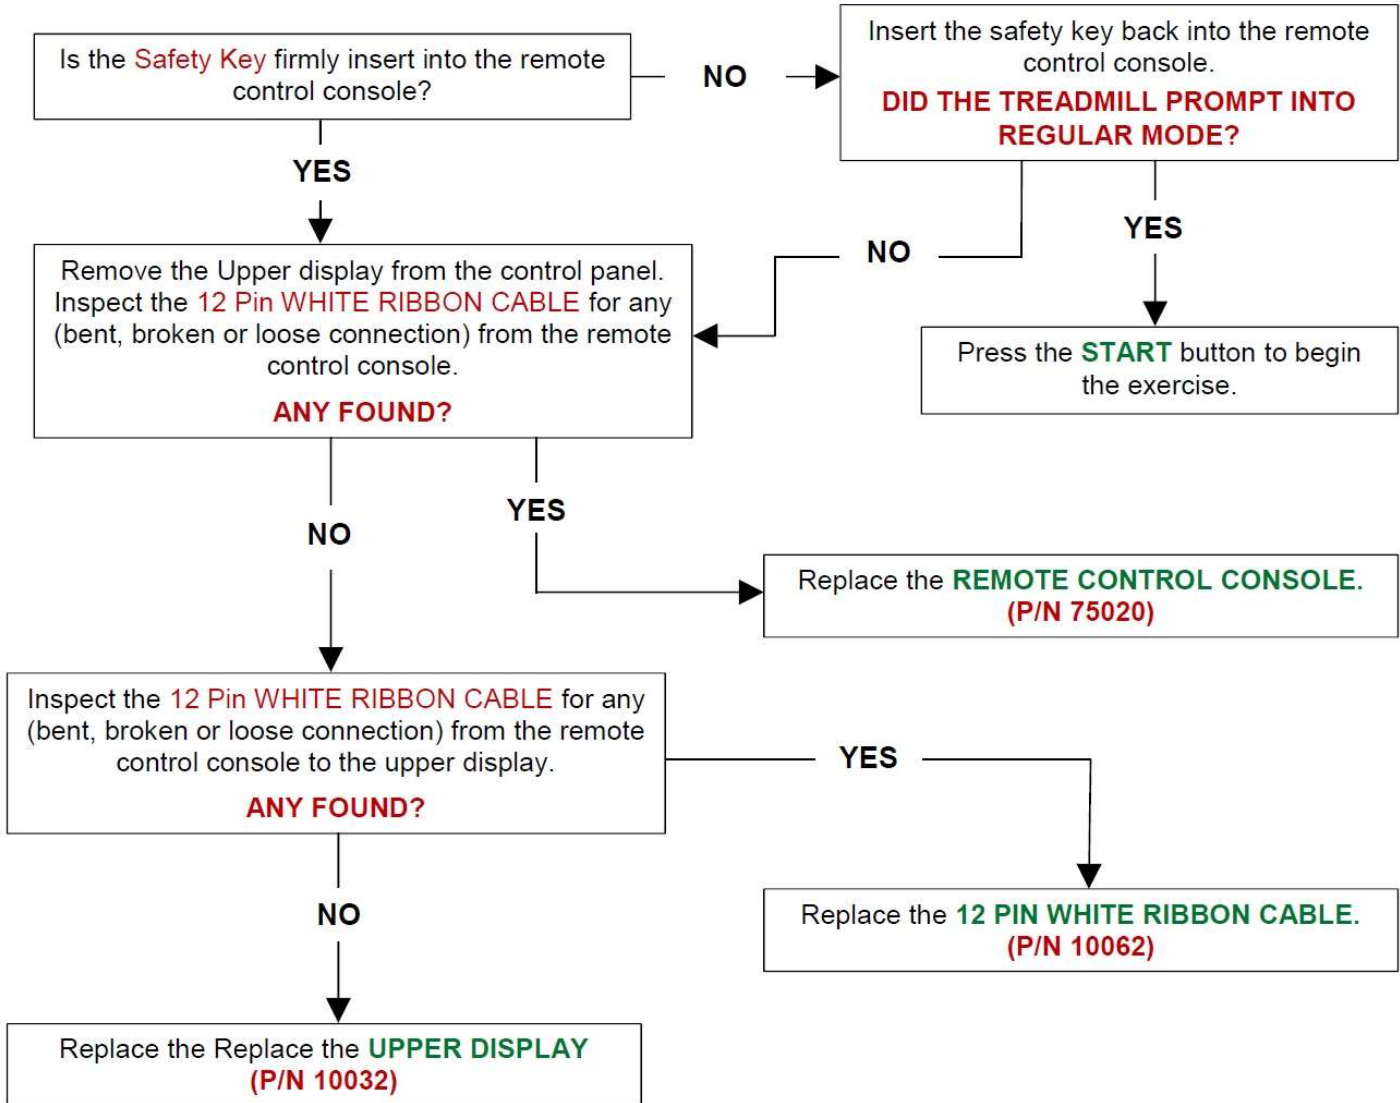 Is the Safety Key firmly insert into the remote
control console?
NO
Insert the safety key back into the remote
control console.
DID THE TREADMILL PROMPT INTO
REGULAR MODE?
YES
NO
YES
Remove the Upper display from the control panel.
Inspect the 12 Pin WHITE RIBBON CABLE for any
(bent, broken or loose connection) from the remote
control console.
ANY FOUND?
Press the START button to begin
the exercise.
NO
YES
Replace the REMOTE CONTROL CONSOLE.
(P/N 75020)
Inspect the 12 Pin WHITE RIBBON CABLE for any
(bent, broken or loose connection) from the remote
control console to the upper display.
ANY FOUND?
YES
NO
Replace the 12 PIN WHITE RIBBON CABLE.
(P/N 10062)
Replace the Replace the UPPER DISPLAY
(P/N 10032)